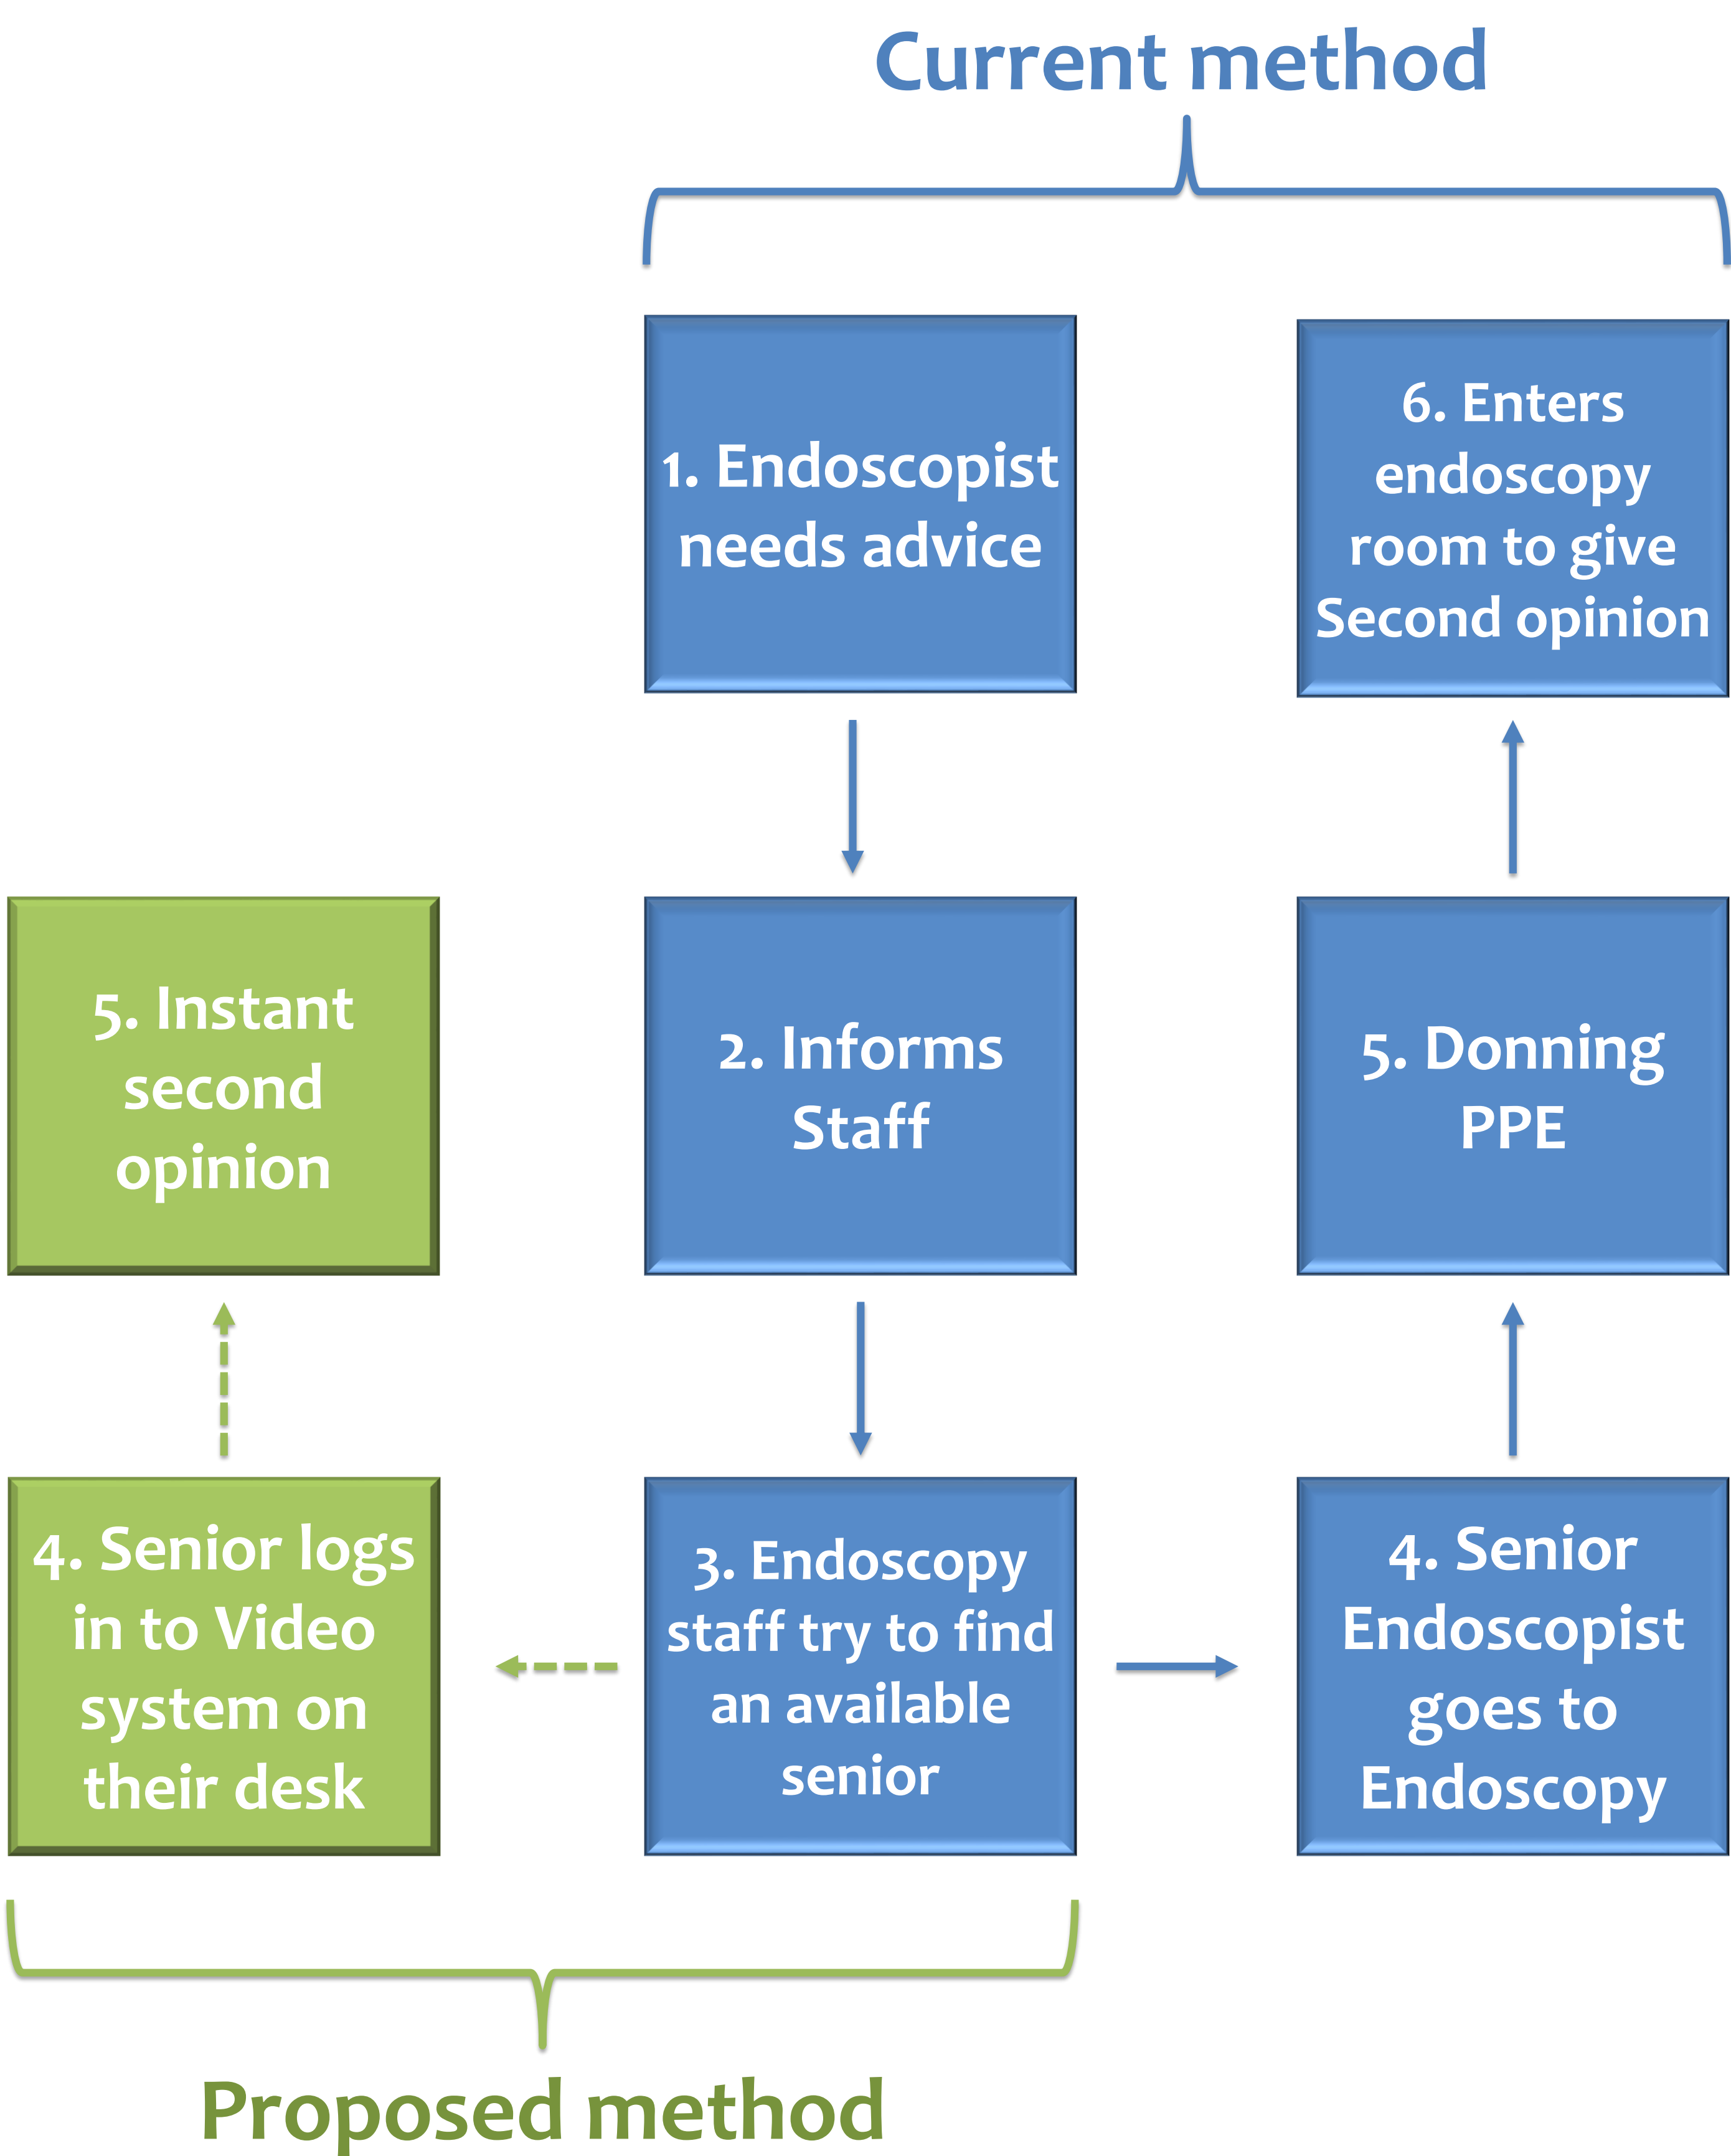 Current method
1. Endoscopist
needs advice
6. Enters
endoscopy
room to give
Second opinion
5. Instant
second
opinion
2. Informs
Staff
5. Donning
PPE
4. Senior logs
in to Video
system on
their desk
3. Endoscopy
staff try to find
an available
senior
4. Senior
Endoscopist
goes to
Endoscopy
Proposed method